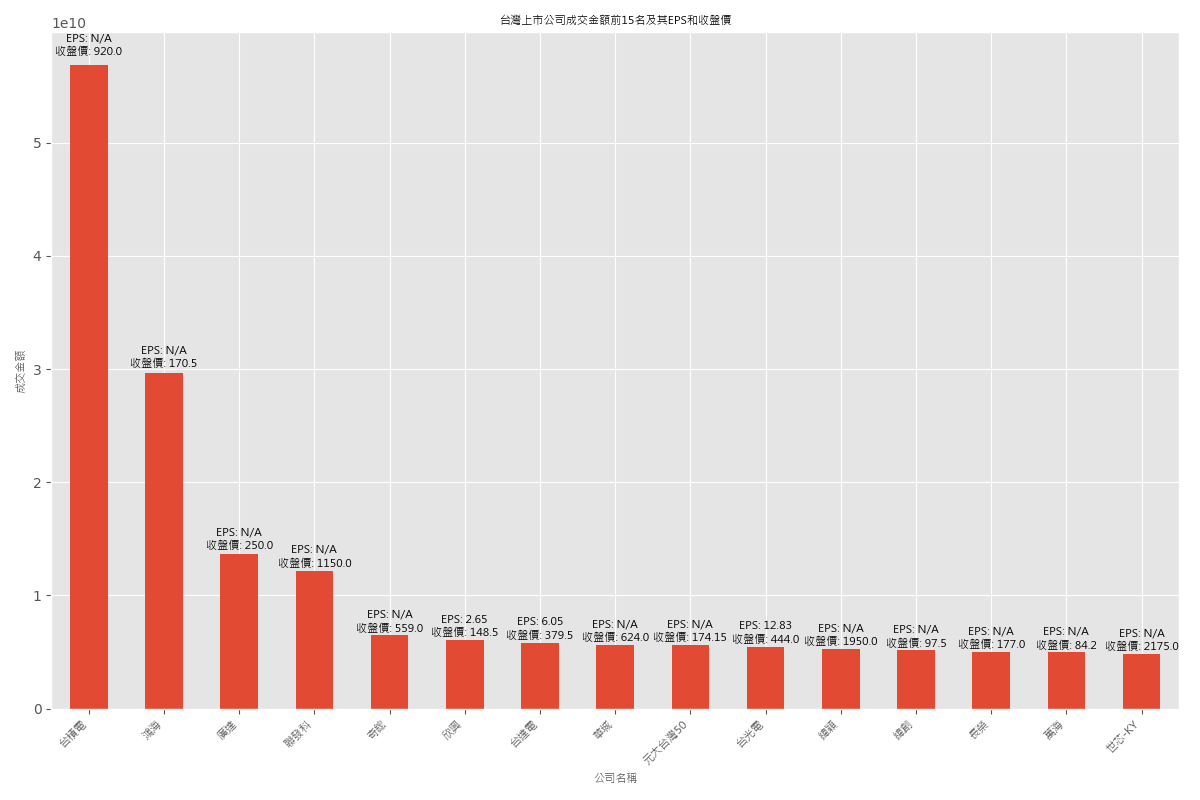 台灣上市公司成交金額前15名及其EPS和收盤價
1e10
EPS: N/A
收盤價: 920.0
EPS: N/A
收盤價: 170.5
EPS: N/A
收盤價: 250.0
EPS: N/A
收盤價: 1150.0
EPS: N/A
收盤價: 559.0
EPS: 2.65
收盤價: 148.5
EPS: 6.05
收盤價: 379.5
EPS: N/A
收盤價: 624.0
EPS: N/A
收盤價: 174.15
EPS: 12.83
收盤價: 444.0
EPS: N/A
收盤價: 1950.0
EPS: N/A
收盤價: 97.5
EPS: N/A
收盤價: 177.0
EPS: N/A
收盤價: 84.2
EPS: N/A
收盤價: 2175.0
5
4
3
2
1
0
成交金額
台積電
鴻海
廣達
聯發科
奇鋐
欣興
台達電
華城
元大台灣50
台光電
緯穎
緯創
長榮
萬海
世芯-KY
公司名稱